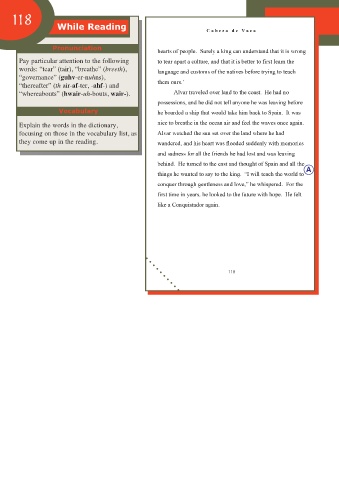 118
While Reading
Cabeza de Vaca
Pronunciation
Pay particular attention to the following
words: "tear" (tair), "breathe" (breeth),
"governance" (guhv-er-nuhns),
"thereafter" (th air-af-ter, -ahf-) and
"whereabouts" (hwair-uh-bouts, wair-).
Vocabulary
Explain the words in the dictionary,
focusing on those in the vocabulary list, as
they come up in the reading.
hearts of people. Surely a king can understand that it is wrong
to tear apart a culture, and that it is better to first learn the
language and customs of the natives before trying to teach
them ours."
Alvar traveled over land to the coast. He had no
possessions, and he did not tell anyone he was leaving before
he boarded a ship that would take him back to Spain. It was
nice to breathe in the ocean air and feel the waves once again.
Alvar watched the sun set over the land where he had
wandered, and his heart was flooded suddenly with memories
and sadness for all the friends he had lost and was leaving
behind. He turned to the east and thought of Spain and all the
things he wanted to say to the king. "I will teach the world to
A
conquer through gentleness and love," he whispered. For the
first time in years, he looked to the future with hope. He felt
like a Conquistador again.
118